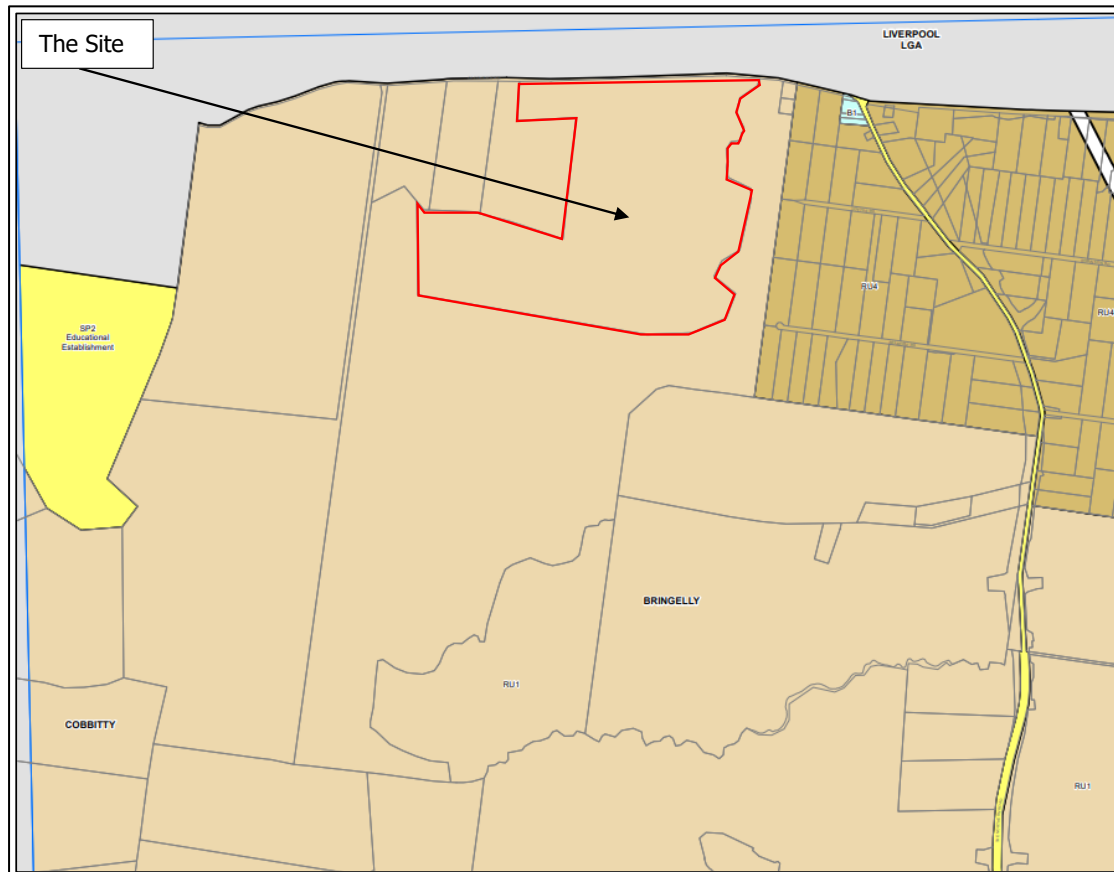 The Site
LIVERPOOL
LGA
B1
RU4
RU4
SP2
Educational
Establishment
BRINGELLY
RU1
COBBITTY
RU1